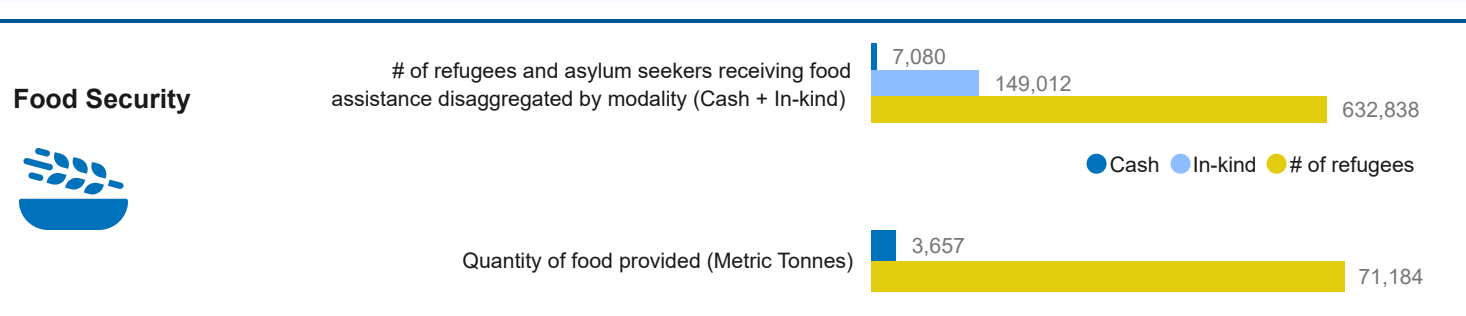 Food Security
# of refugees and asylum seekers receiving food
assistance disaggregated by modality (Cash + In-kind)
7,080
149,012
632,838
Cash In-kind # of refugees
Quantity of food provided (Metric Tonnes)
3,657
71,184